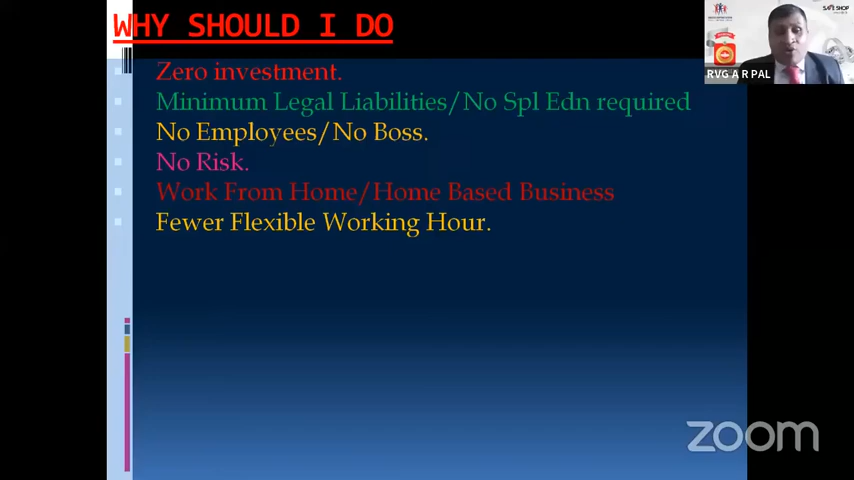 WHY SHOULD I DO
Zero investment.
Minimum Legal Liabilities/No Spl Edn required
No Employees/No Boss.
No Risk.
Work From Home/Home Based Business
Fewer Flexible Working Hour.
SAFE SHOP
RVG A R PAL
zoom